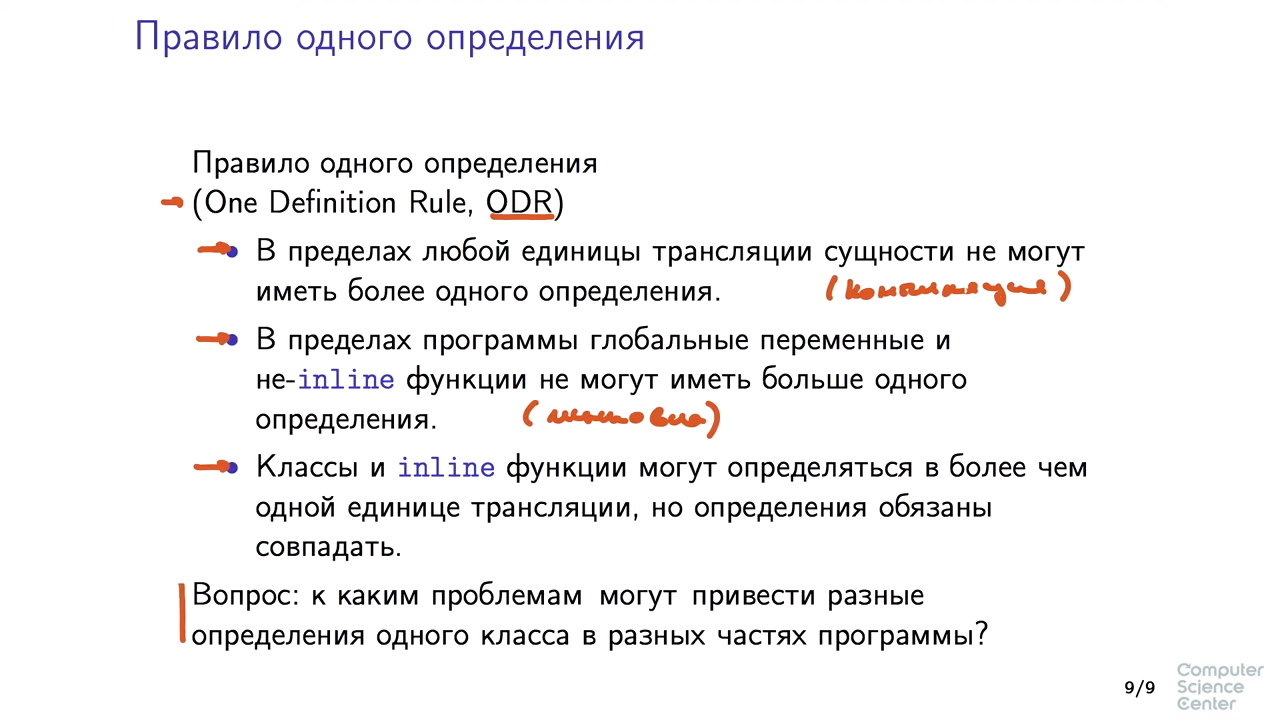 Правило одного определения
Правило одного определения
(One Definition Rule, ODR)
В пределах любой единицы трансляции сущности не могут
иметь более одного определения. (компиляция)
В пределах программы глобальные переменные и
не-inline функции не могут иметь больше одного
определения. (линковка)
Классы и inline функции могут определяться в более чем
одной единице трансляции, но определения обязаны
совпадать.
Вопрос: к каким проблемам могут привести разные
определения одного класса в разных частях программы?
9/9
Computer
Science
Center